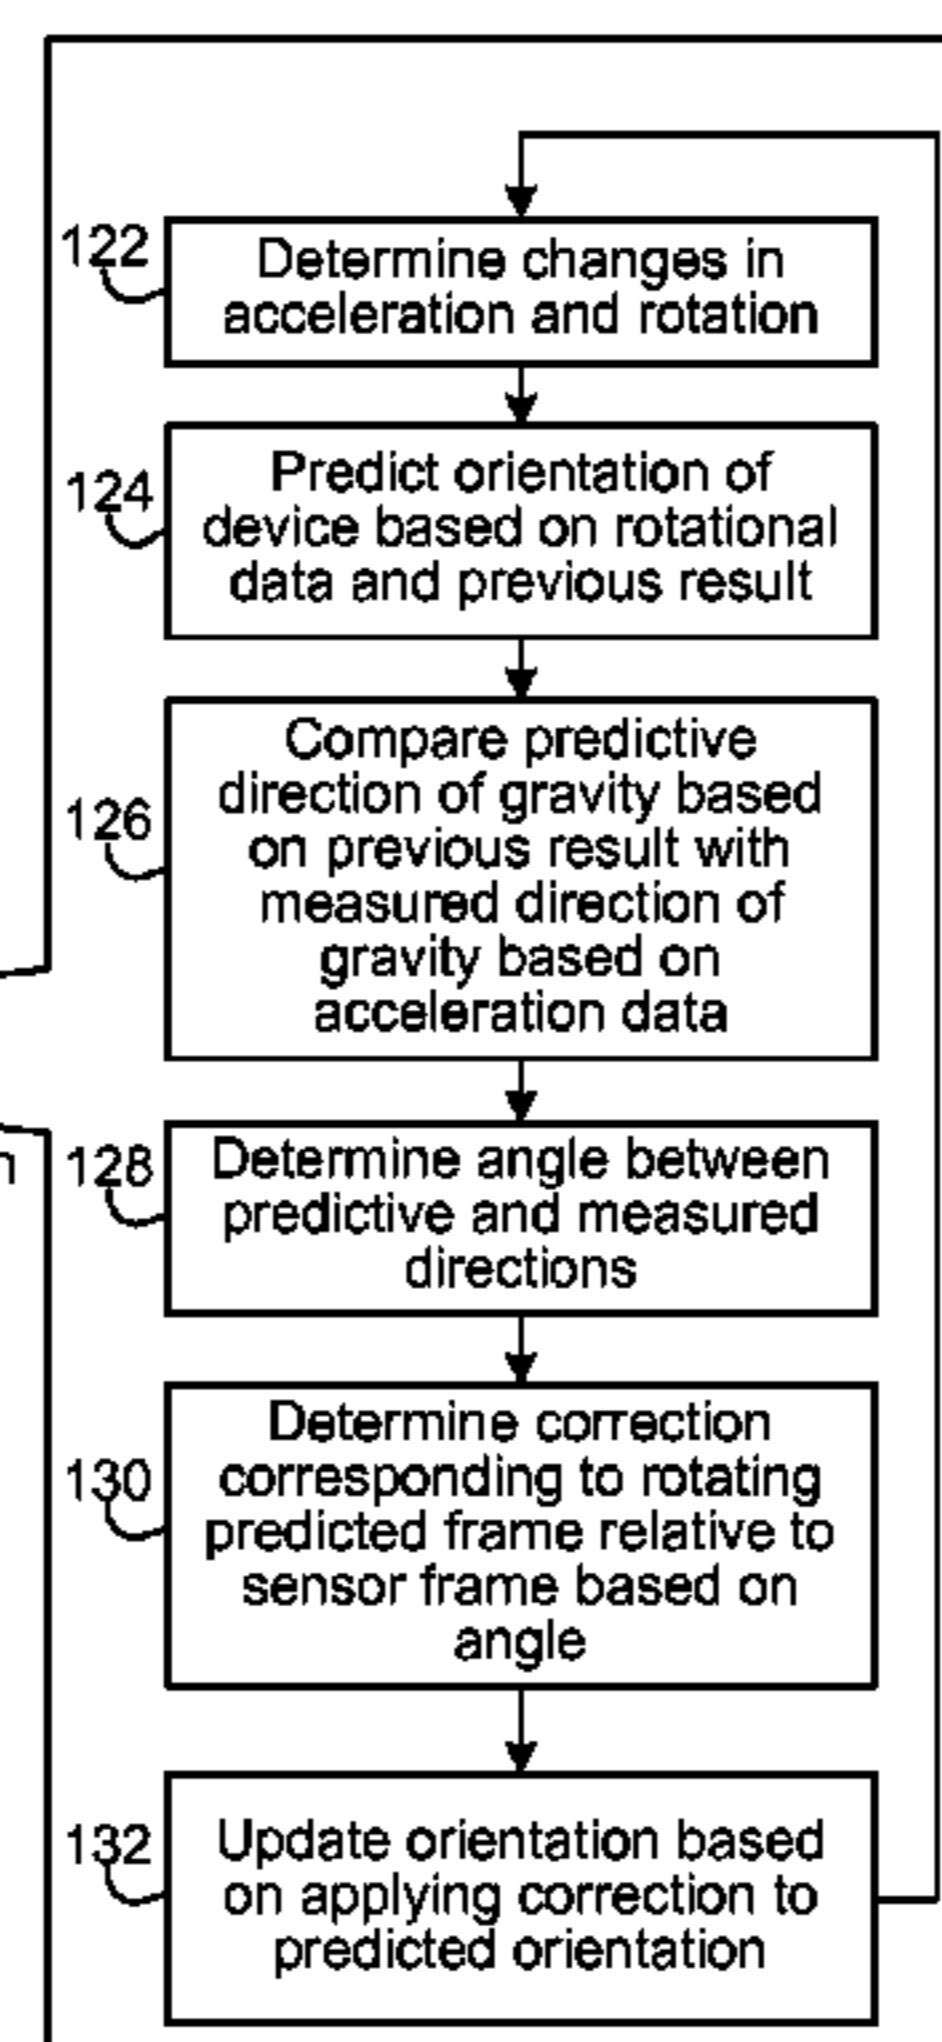 122
Determine changes in
acceleration and rotation
124
Predict orientation of
device based on rotational
data and previous result
126
Compare predictive
direction of gravity based
on previous result with
measured direction of
gravity based on
acceleration data
n
128
Determine angle between
predictive and measured
directions
130
Determine correction
corresponding to rotating
predicted frame relative to
sensor frame based on
angle
132
Update orientation based
on applying correction to
predicted orientation